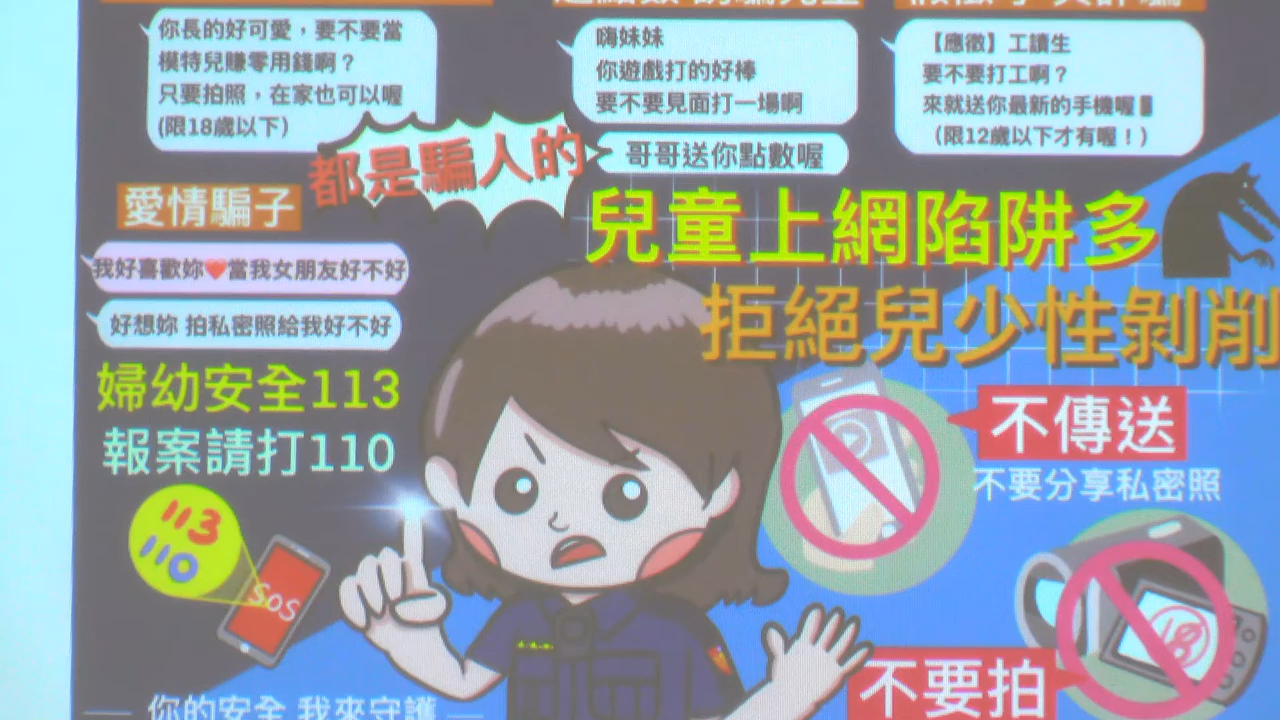 你長的好可愛，要不要當
模特兒賺零用錢啊？
只要拍照，在家也可以喔
(限18歲以下)
嗨妹妹
你遊戲打的好棒
要不要見面打一場啊
哥哥送你點數喔
【應徵】工讀生
要不要打工啊？
來就送你最新的手機喔
(限12歲以下才有喔！)
都是騙人的
愛情騙子
我好喜歡妳❤當我女朋友好不好
好想妳 拍私密照給我好不好
兒童上網陷阱多
拒絕兒少性剝削
婦幼安全113
報案請打110
113
110
SOS
不傳送
不要分享私密照
18
不要拍
你的安全 我來守護